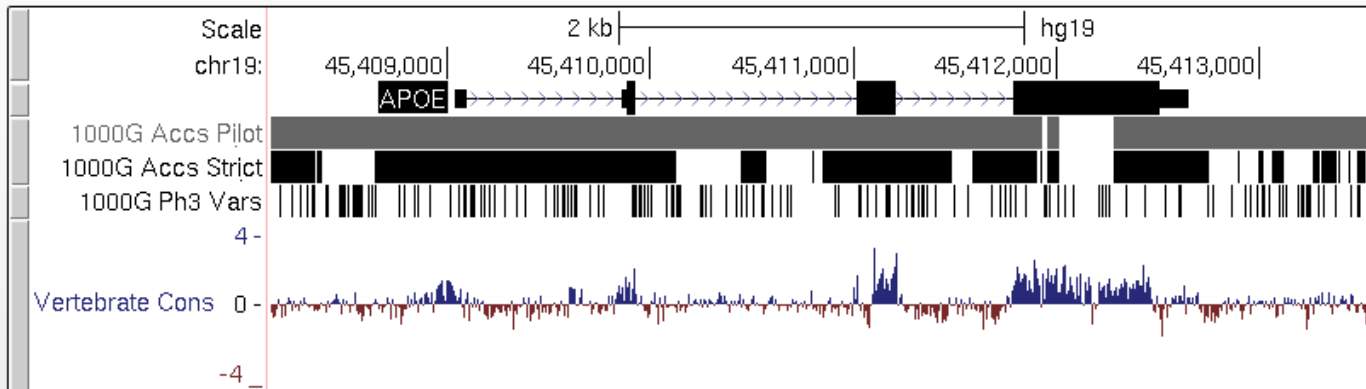 Scale 2 kb hg19
chr19: 45,409,000 45,410,000 45,411,000 45,412,000 45,413,000
APOE
1000G Accs Pilot
1000G Accs Strict
1000G Ph3 Vars
4 -
Vertebrate Cons 0 -
-4 _